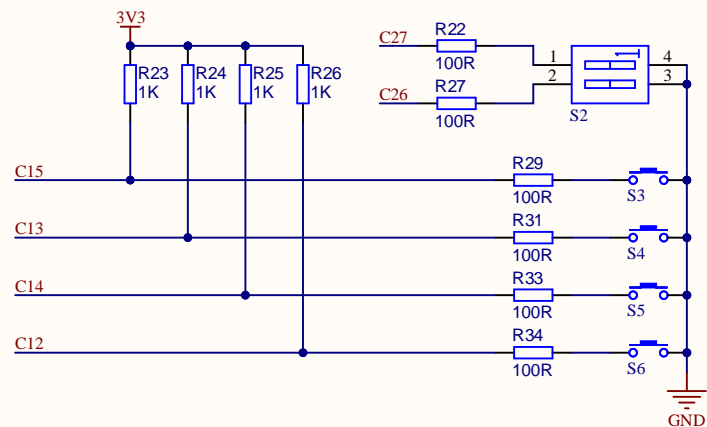 3V3
C27
R22
100R
R23
1K
R24
1K
R25
1K
R26
1K
1
1
4
2
3
C26
R27
100R
S2
C15
R29
100R
S3
C13
R31
100R
S4
C14
R33
100R
S5
C12
R34
100R
S6
GND